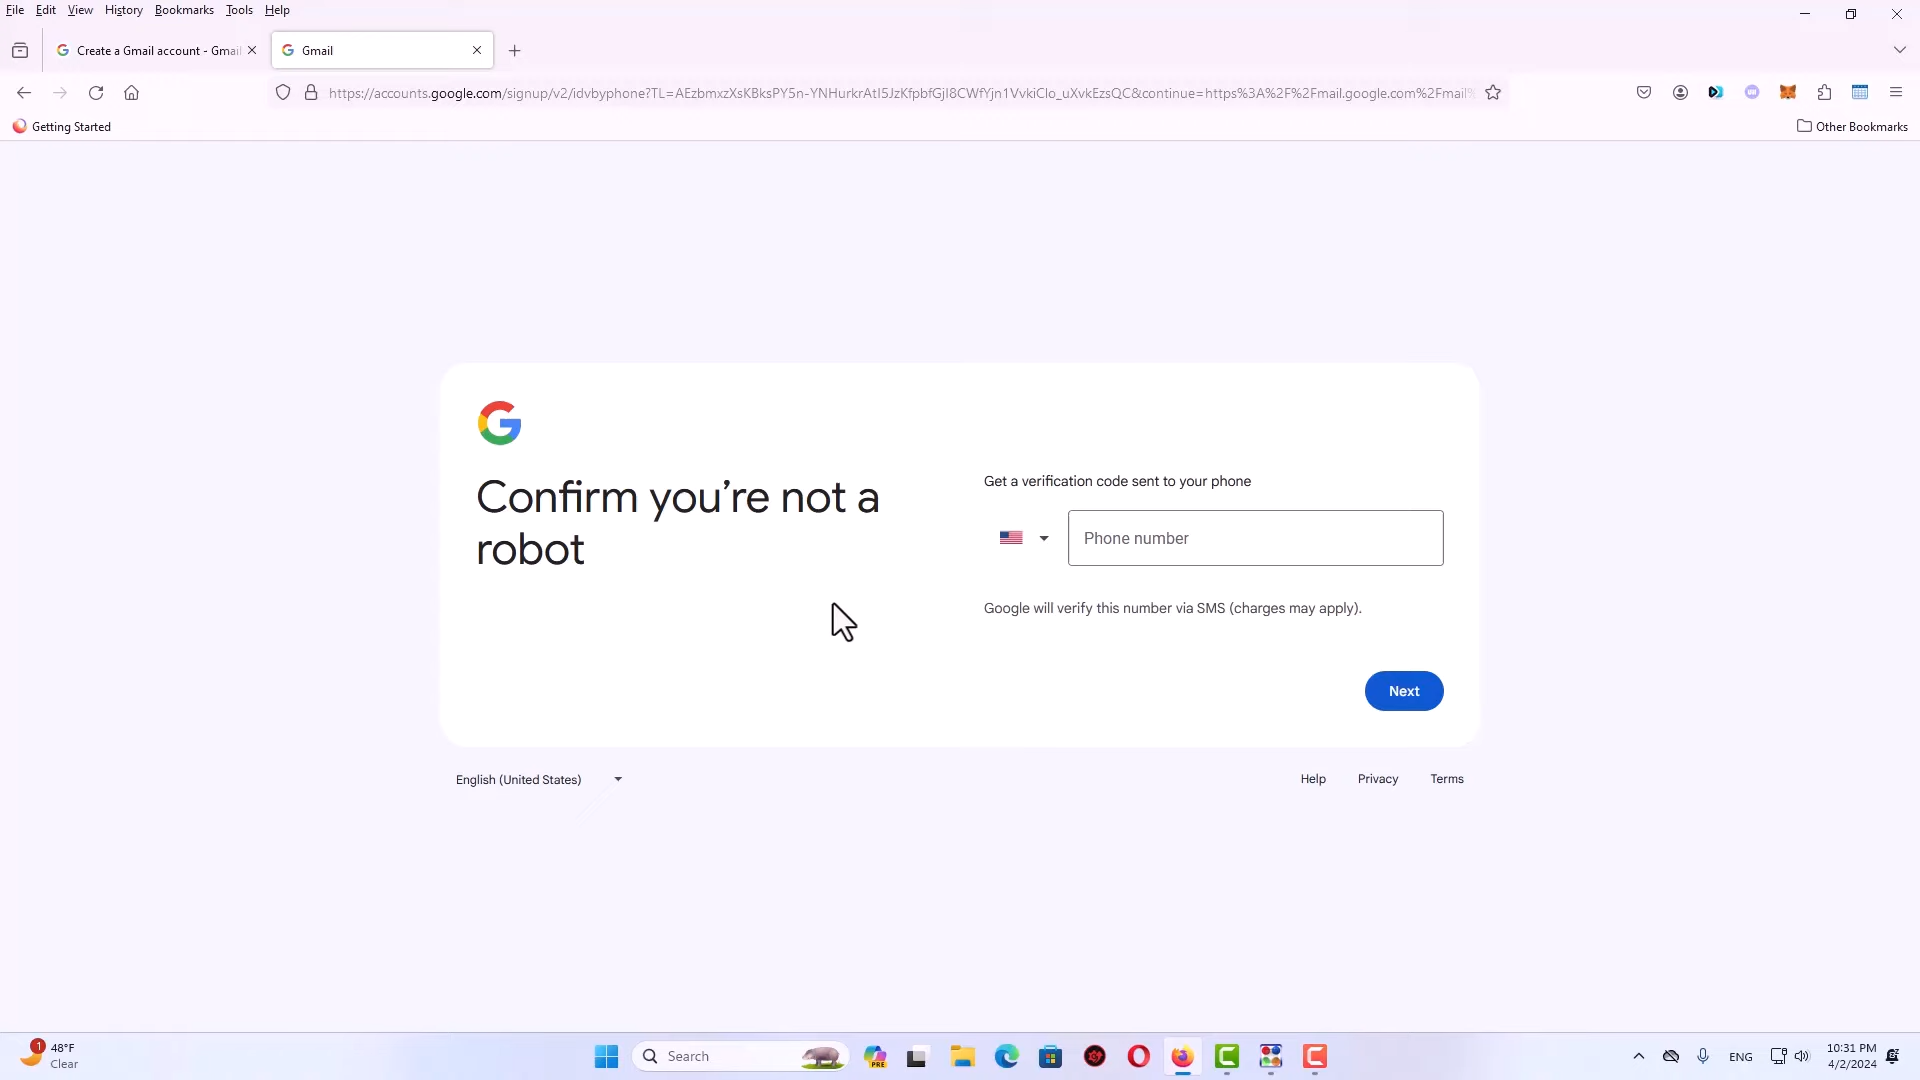 File Edit View History Bookmarks Tools Help
Create a Gmail account - Gmail
Gmail
https://accounts.google.com/signup/v2/idvbyphone?TL=AEzbmxzXsKBksPY5n-YNHurkrAtI5JzKfpbfGjI8CWfYjn1VvkiClo_uXvkEzsQC&continue=https%3A%2F%2Fmail.google.com%2Fmail%
Getting Started
Other Bookmarks
Confirm you're not a
robot
Get a verification code sent to your phone
Phone number
Google will verify this number via SMS (charges may apply).
Next
English (United States)
Help Privacy Terms
1
48°F
Clear
Search
PRE
ENG
10:31 PM
4/2/2024